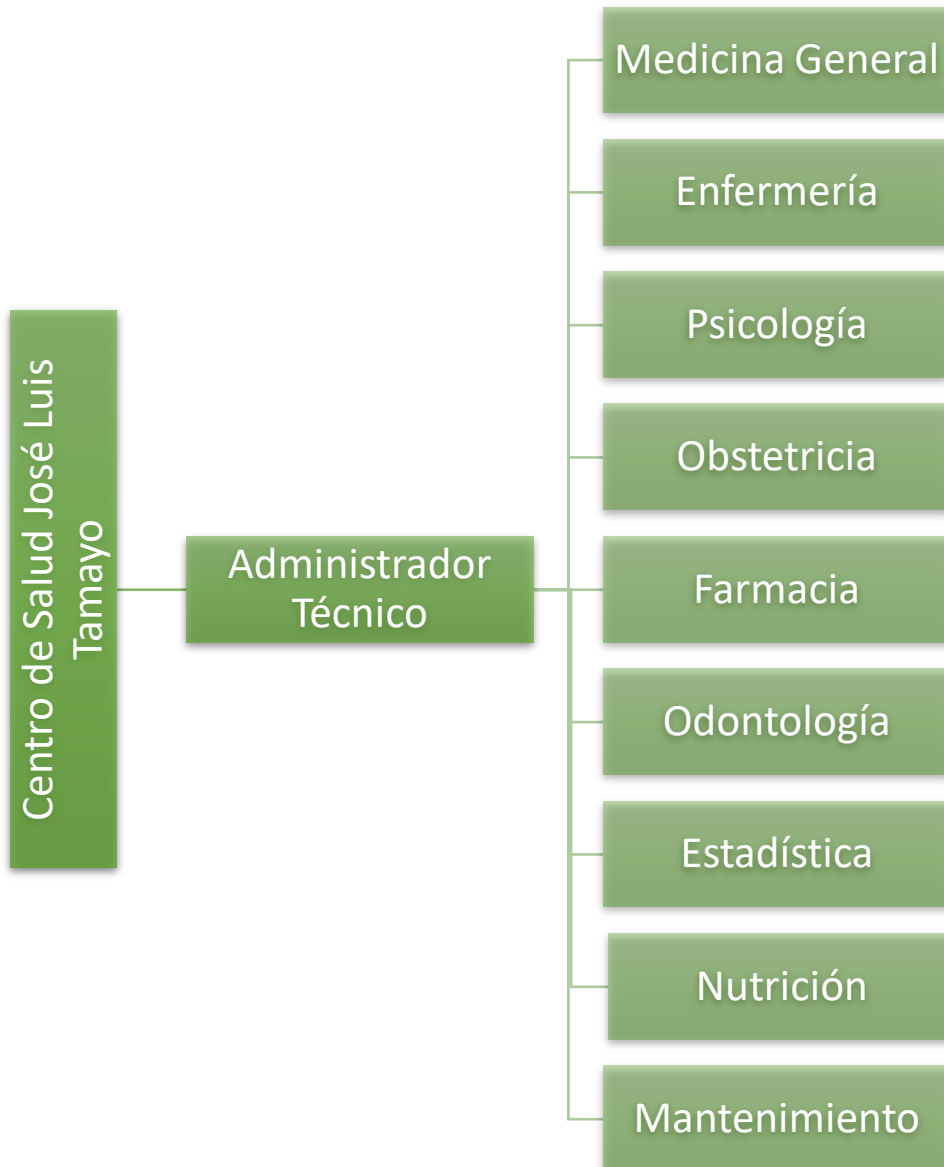 Centro de Salud José Luis
Tamayo
Administrador
Técnico
Medicina General
Enfermería
Psicología
Obstetricia
Farmacia
Odontología
Estadística
Nutrición
Mantenimiento